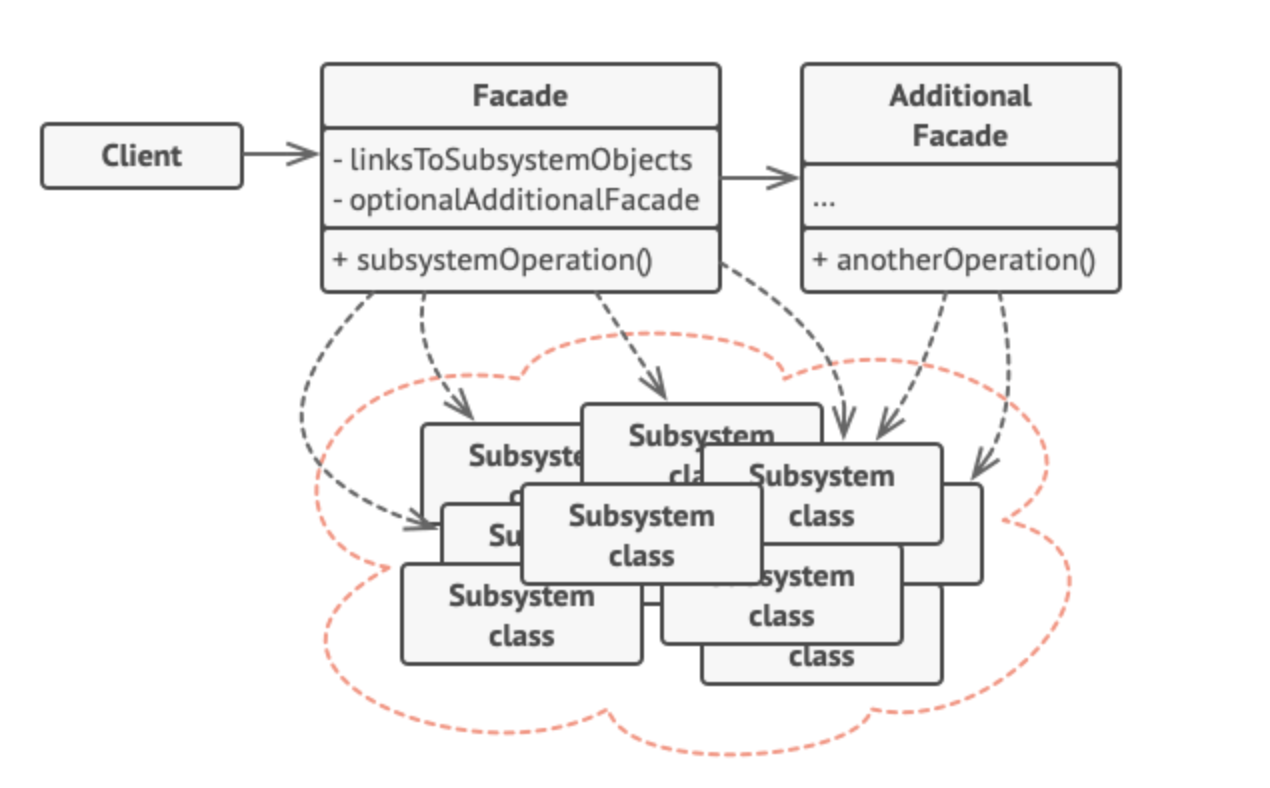 Client
Facade
- linksToSubsystemObjects
- optionalAdditionalFacade
+ subsystemOperation()
Additional
Facade
...
+ anotherOperation()
Subsystem
Subsystem
class
Subsystem
class
Subsystem
class
class
class